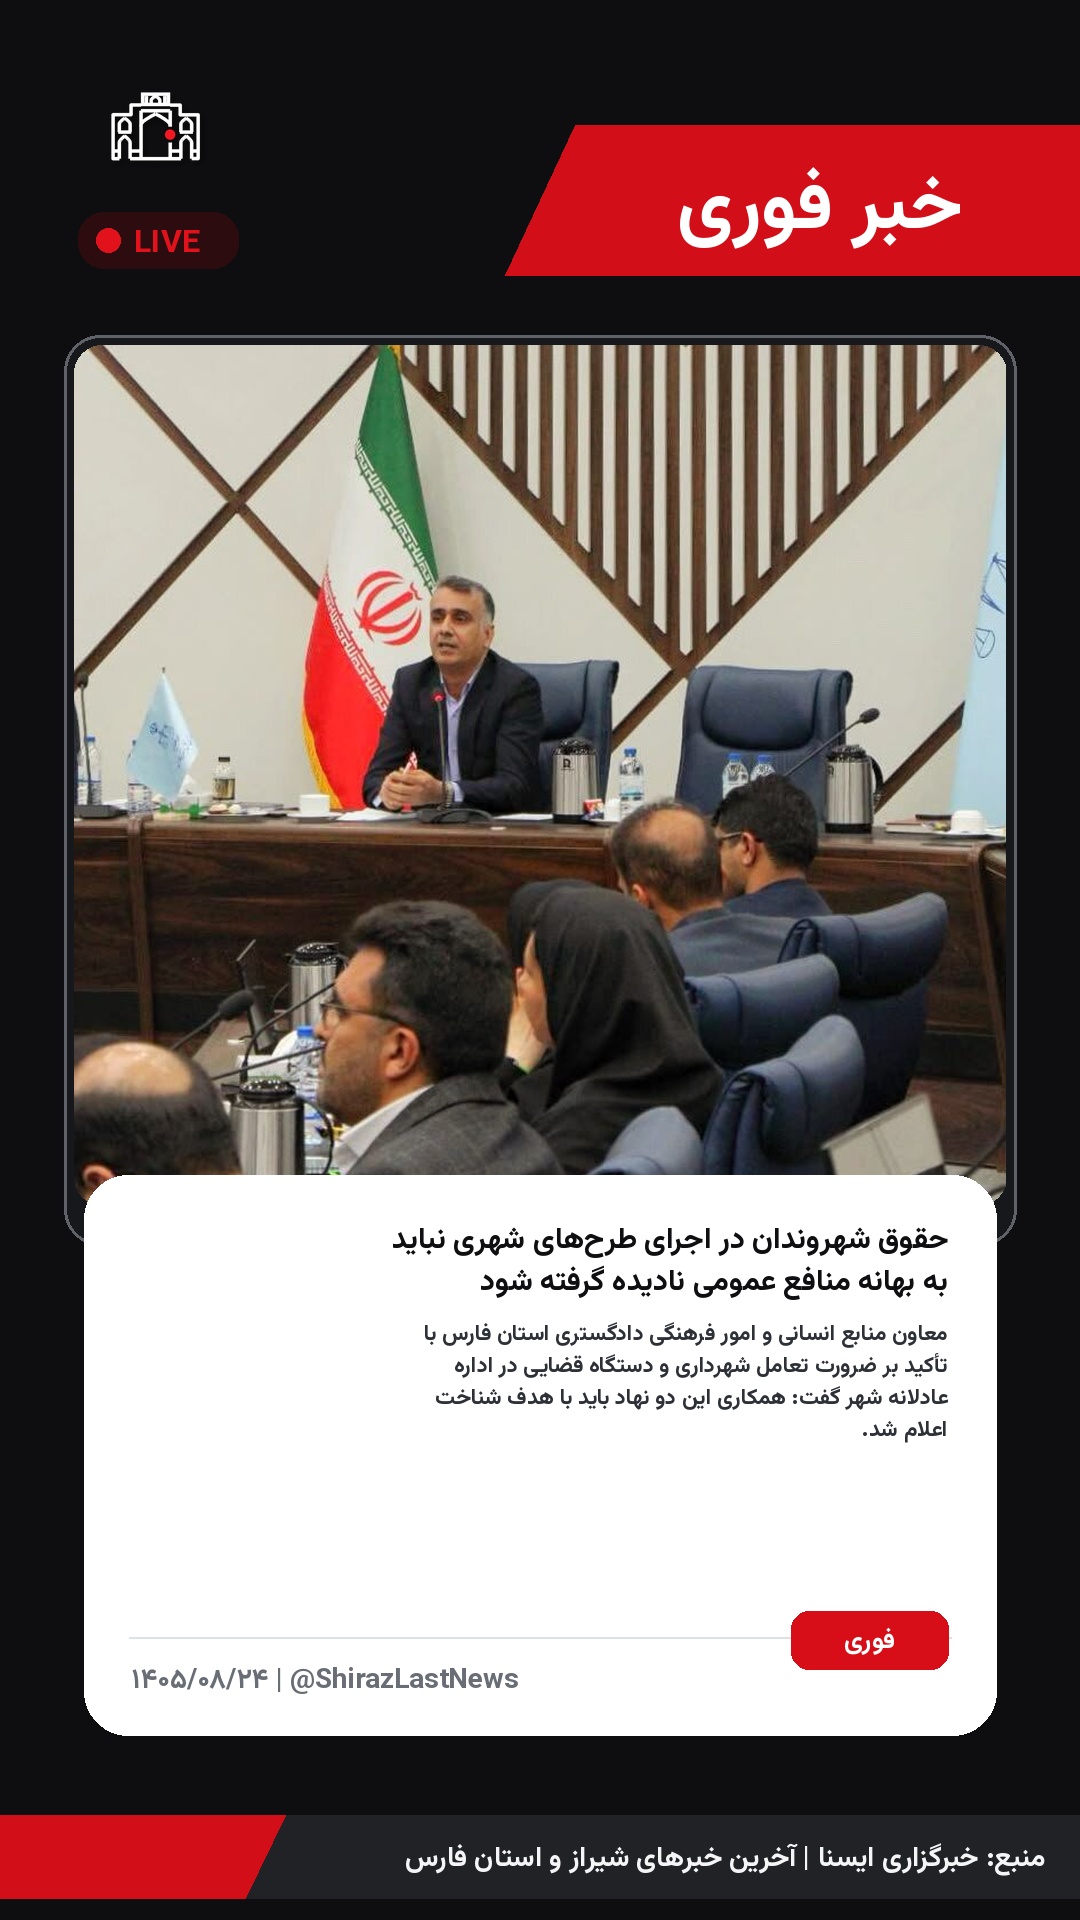 خبر فوری
LIVE
حقوق شهروندان در اجرای طرح‌های شهری نباید
به بهانه منافع عمومی نادیده گرفته شود
معاون منابع انسانی و امور فرهنگی دادگستری استان فارس با
تأکید بر ضرورت تعامل شهرداری و دستگاه قضایی در اداره
عادلانه شهر گفت: همکاری این دو نهاد باید با هدف شناخت
اعلام شد.
فوری
۱۴۰۵/۰۸/۲۴ | @ShirazLastNews
منبع: خبرگزاری ایسنا | آخرین خبرهای شیراز و استان فارس